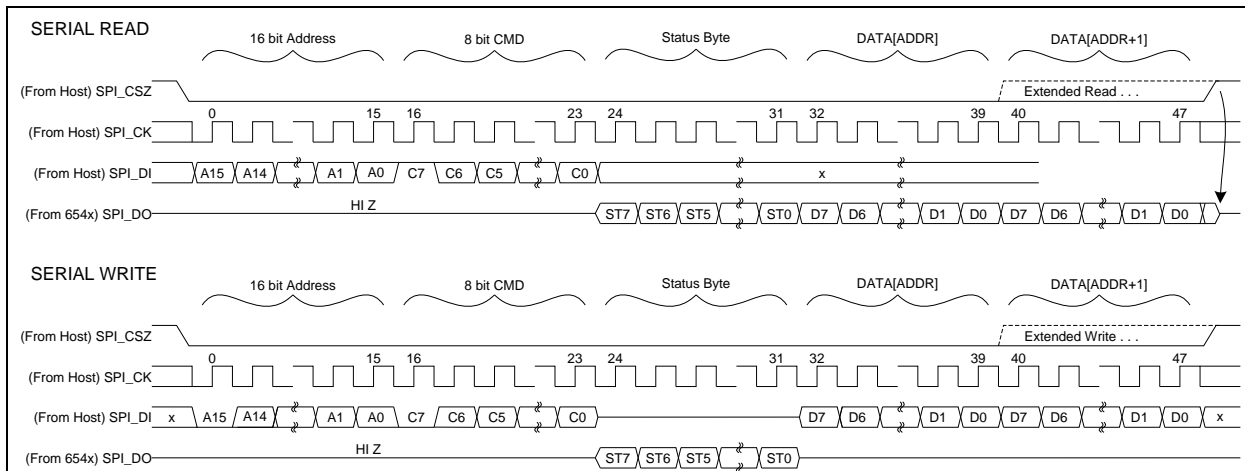 SERIAL READ
16 bit Address 8 bit CMD Status Byte DATA[ADDR] DATA[ADDR+1]
(From Host) SPI_CSZ Extended Read . . .
0 15 16 23 24 31 32 39 40 47
(From Host) SPI_CK
(From Host) SPI_DI A15 A14 A1 A0 C7 C6 C5 C0 x
(From 654x) SPI_DO HI Z ST7 ST6 ST5 ST0 D7 D6 D1 D0 D7 D6 D1 D0
SERIAL WRITE
16 bit Address 8 bit CMD Status Byte DATA[ADDR] DATA[ADDR+1]
(From Host) SPI_CSZ Extended Write . . .
0 15 16 23 24 31 32 39 40 47
(From Host) SPI_CK
(From Host) SPI_DI x A15 A14 A1 A0 C7 C6 C5 C0 D7 D6 D1 D0 D7 D6 D1 D0 x
(From 654x) SPI_DO HI Z ST7 ST6 ST5 ST0